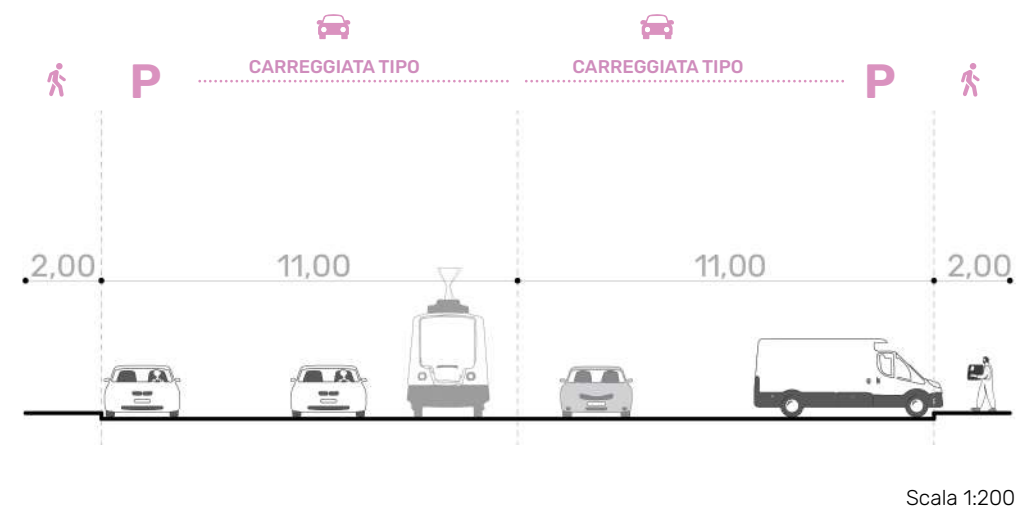 CARREGGIATA TIPO CARREGGIATA TIPO
P P
2,00 11,00 11,00 2,00
Scala 1:200